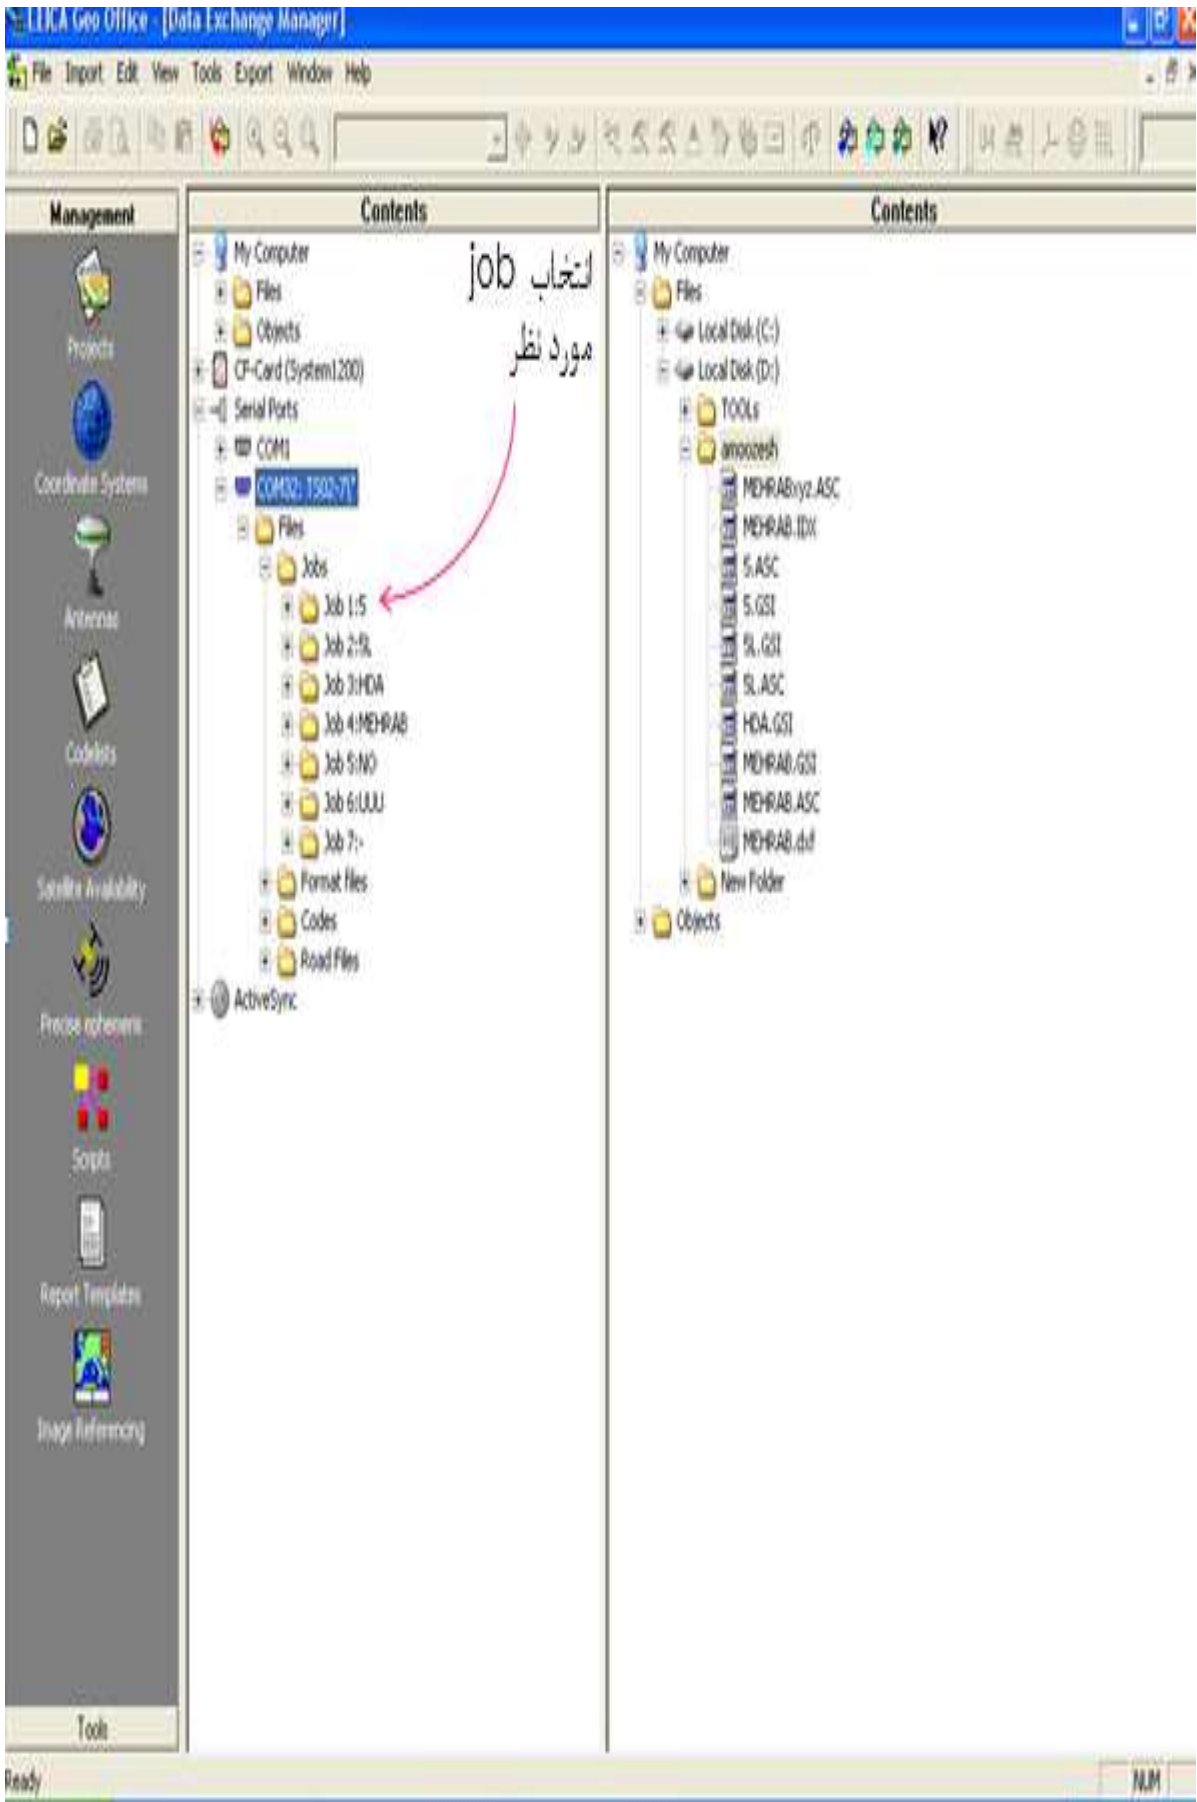 LEICA Geo Office - [Data Exchange Manager]
File Import Edit View Tools Export Window Help
Management
Projects
Coordinate Systems
Antennas
Codelists
Satellite Availability
Precise ephemeris
Scripts
Report Templates
Image Referencing
Tools
Contents
My Computer
Files
Objects
CF-Card (System1200)
Serial Ports
COM1
COM32: TS02-7\"
Files
Jobs
Job 1:S
Job 2:SL
Job 3:HDA
Job 4:MEHRAB
Job 5:NO
Job 6:UUU
Job 7:-
Format files
Codes
Road Files
ActiveSync
انتخاب job
مورد نظر
Contents
My Computer
Files
Local Disk (C:)
Local Disk (D:)
TOOLs
amoozesh
MEHRABxyz.ASC
MEHRAB.IDX
S.ASC
S.GSI
SL.GSI
SL.ASC
HDA.GSI
MEHRAB.GSI
MEHRAB.ASC
MEHRAB.dxf
New Folder
Objects
Ready
NUM